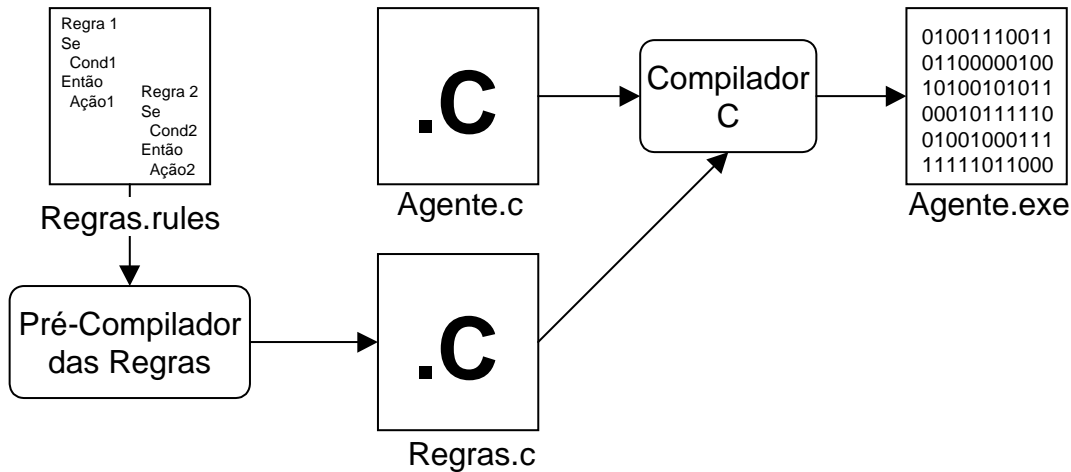 Regra 1
Se
Cond1
Então
Ação1
Regra 2
Se
Cond2
Então
Ação2
Regras.rules
Pré-Compilador
das Regras
.C
Agente.c
.C
Regras.c
Compilador
C
01001110011
01100000100
10100101011
00010111110
01001000111
11111011000
Agente.exe